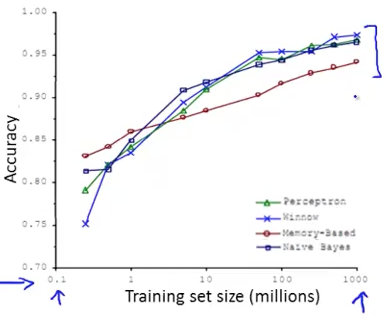 1.00
0.95
0.90
0.85
0.80
0.75
0.70
Accuracy
Perceptron
Winnow
Memory-Based
Naïve Bayes
0.1 1 10 100 1000
Training set size (millions)